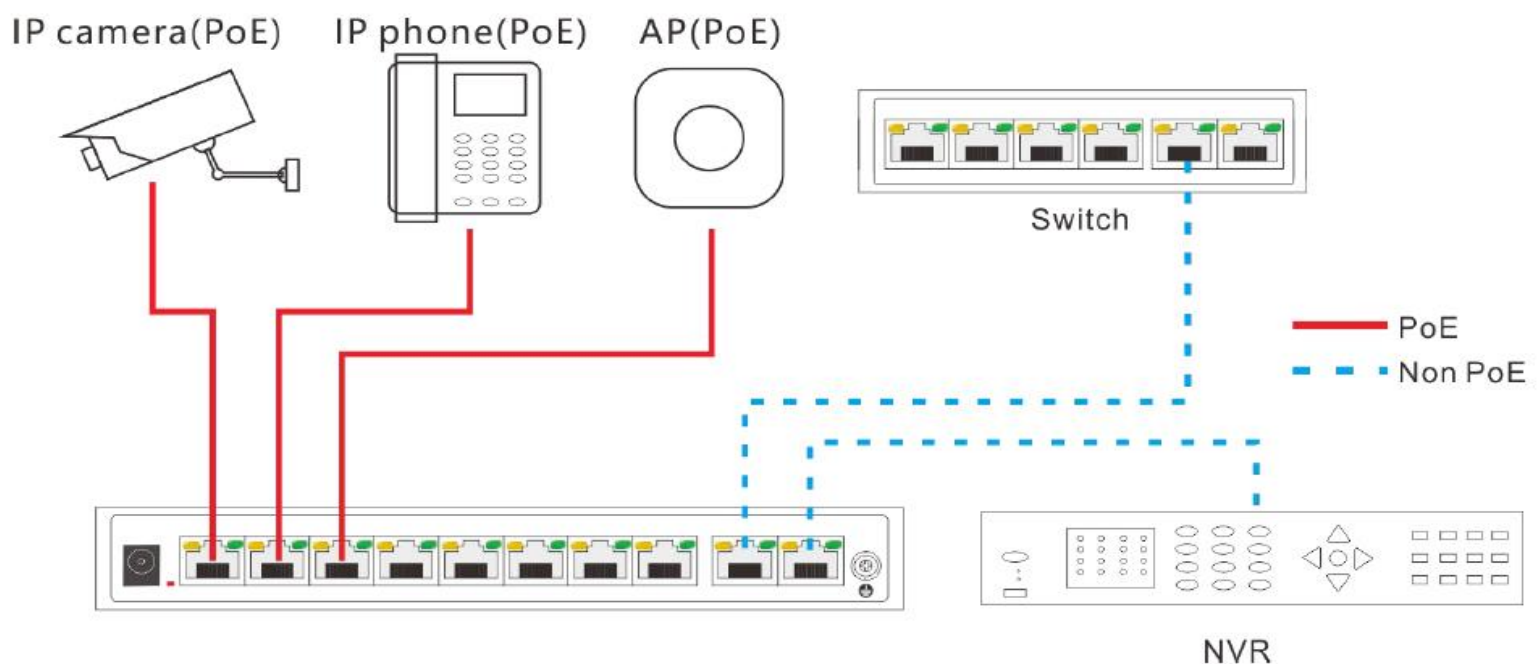 IP camera(PoE)
IP phone(PoE)
AP(PoE)
Switch
PoE
Non PoE
NVR